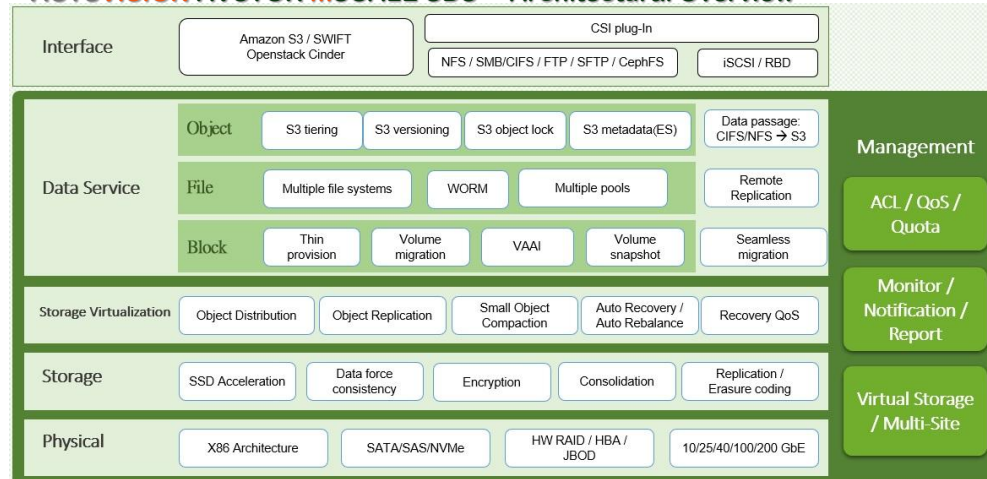 Architectural Overview
Interface
Amazon S3 / SWIFT
Openstack Cinder
CSI plug-In
NFS / SMB/CIFS / FTP / SFTP / CephFS
iSCSI / RBD
Data Service
Object
S3 tiering
S3 versioning
S3 object lock
S3 metadata(ES)
Data passage:
CIFS/NFS → S3
File
Multiple file systems
WORM
Multiple pools
Remote
Replication
Block
Thin
provision
Volume
migration
VAAI
Volume
snapshot
Seamless
migration
Storage Virtualization
Object Distribution
Object Replication
Small Object
Compaction
Auto Recovery /
Auto Rebalance
Recovery QoS
Storage
SSD Acceleration
Data force
consistency
Encryption
Consolidation
Replication /
Erasure coding
Physical
X86 Architecture
SATA/SAS/NVMe
HW RAID / HBA /
JBOD
10/25/40/100/200 GbE
Management
ACL / QoS /
Quota
Monitor /
Notification /
Report
Virtual Storage
/ Multi-Site